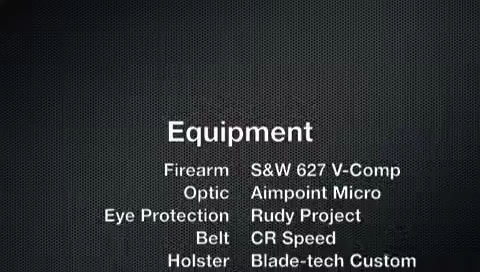 Equipment
Firearm S&W 627 V-Comp
Optic Aimpoint Micro
Eye Protection Rudy Project
Belt CR Speed
Holster Blade-tech Custom